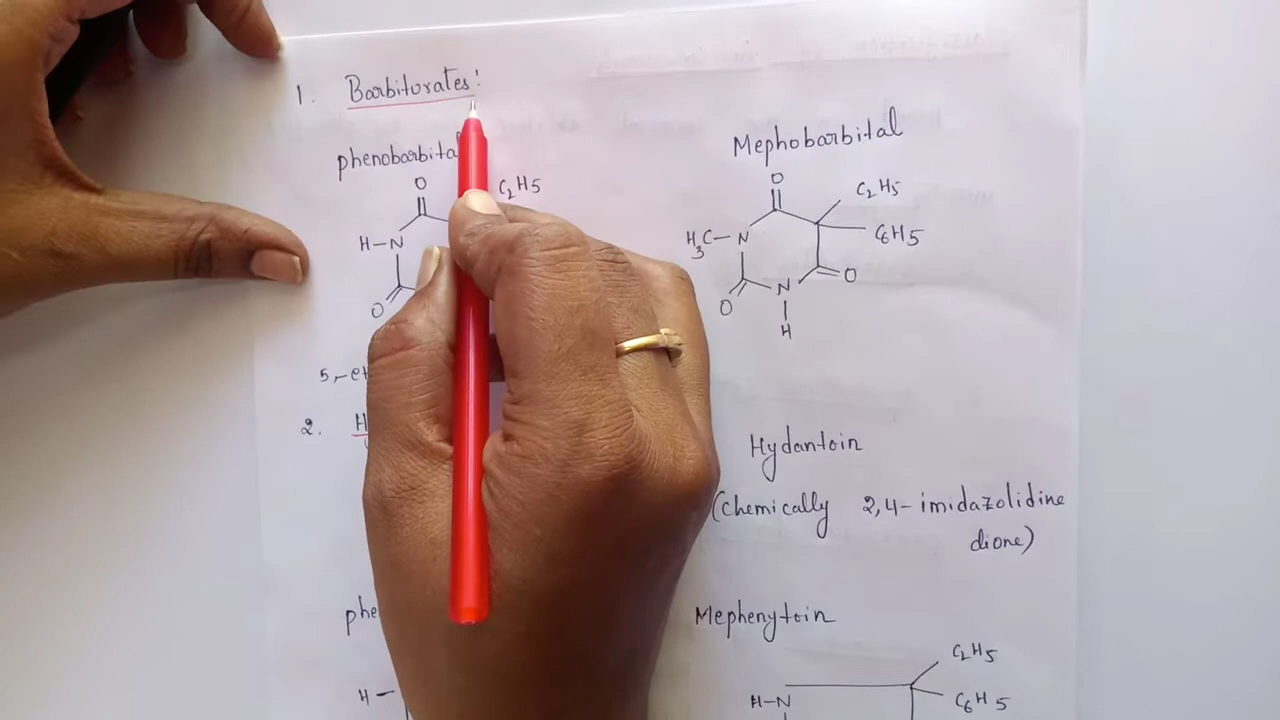 1. Barbiturates:
phenobarbital
O
C2H5
H-N
O
Mephobarbital
O
C2H5
H3C-N
C6H5
O
N
O
H
5,-et
2. H
Hydantoin
(chemically 2,4-imidazolidine
dione)
phe
H-
Mephenytoin
C2H5
H-N
C6H5